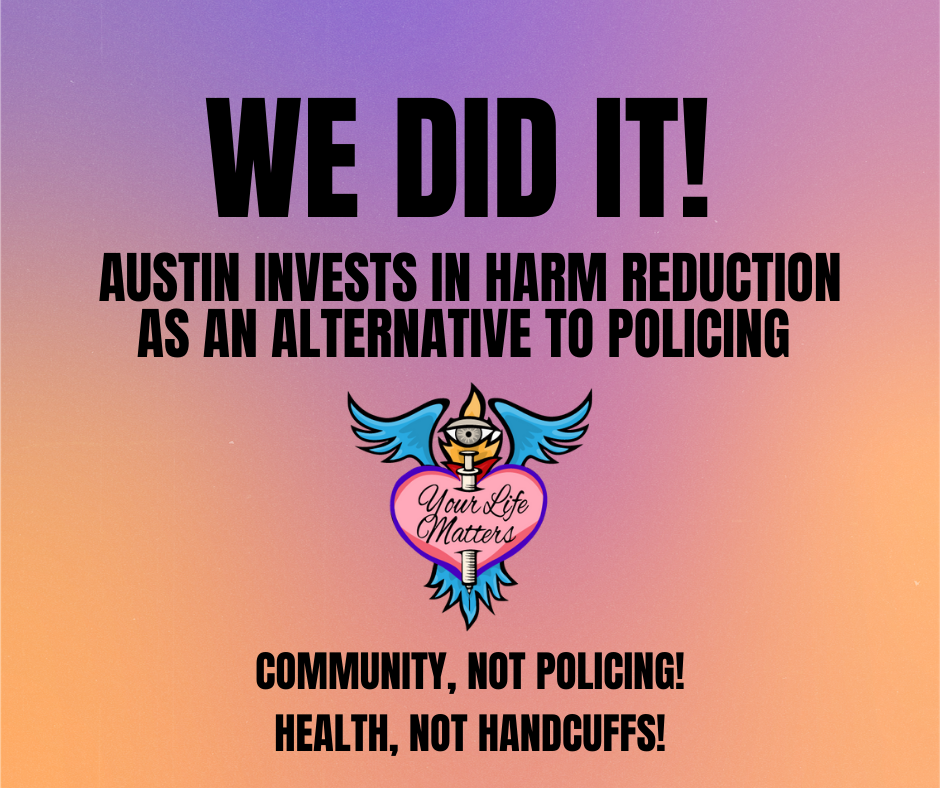 WE DID IT!
AUSTIN INVESTS IN HARM REDUCTION
AS AN ALTERNATIVE TO POLICING
Your Life
Matters
COMMUNITY, NOT POLICING!
HEALTH, NOT HANDCUFFS!